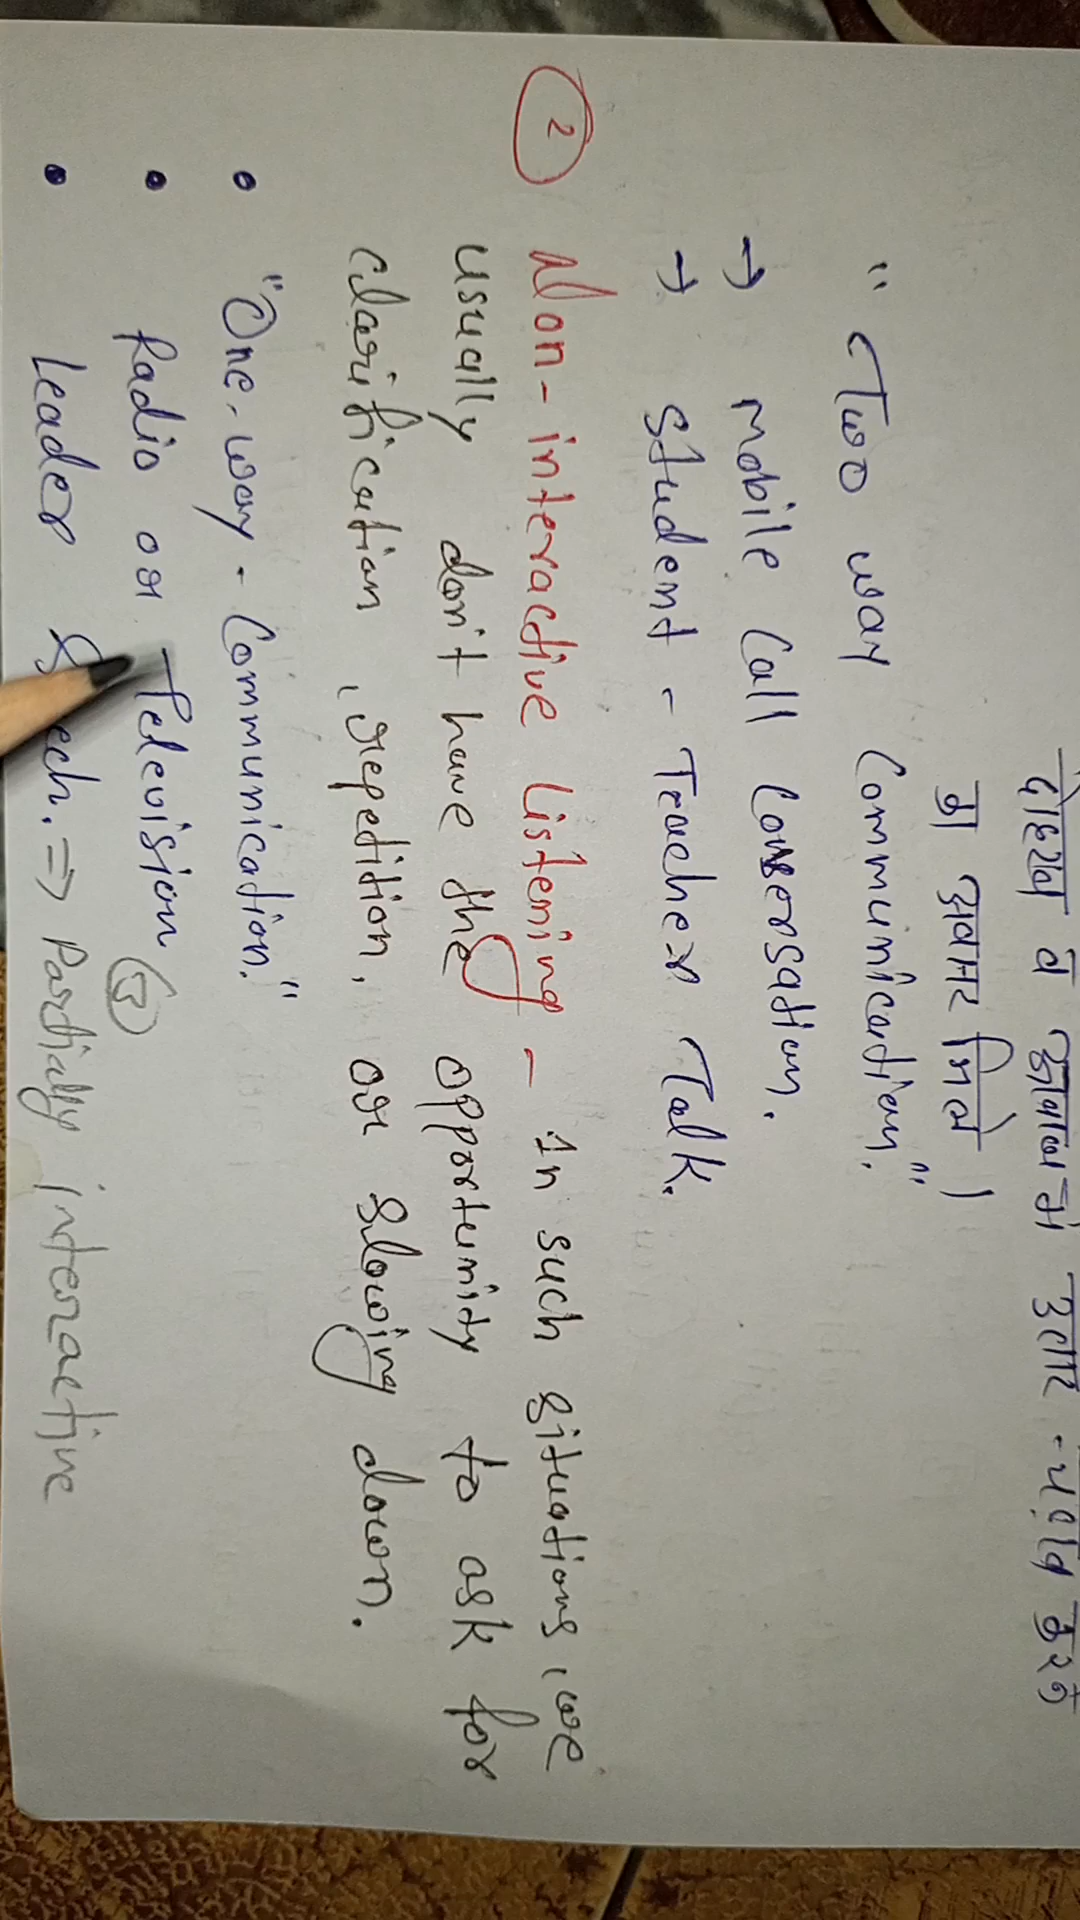 दोहराने व आवाज में उतार-चढ़ाव करने
का अवसर मिले।
"Two way Communication."
→ mobile Call Conversation.
→ Student - Teacher Talk.
2 Non-interactive Listening - In such situations, we
usually don't have the opportunity to ask for
clarification, repetition, or slowing down.
• "One-way-Communication."
• Radio or Television
• Leader ⇒ Partially interactive